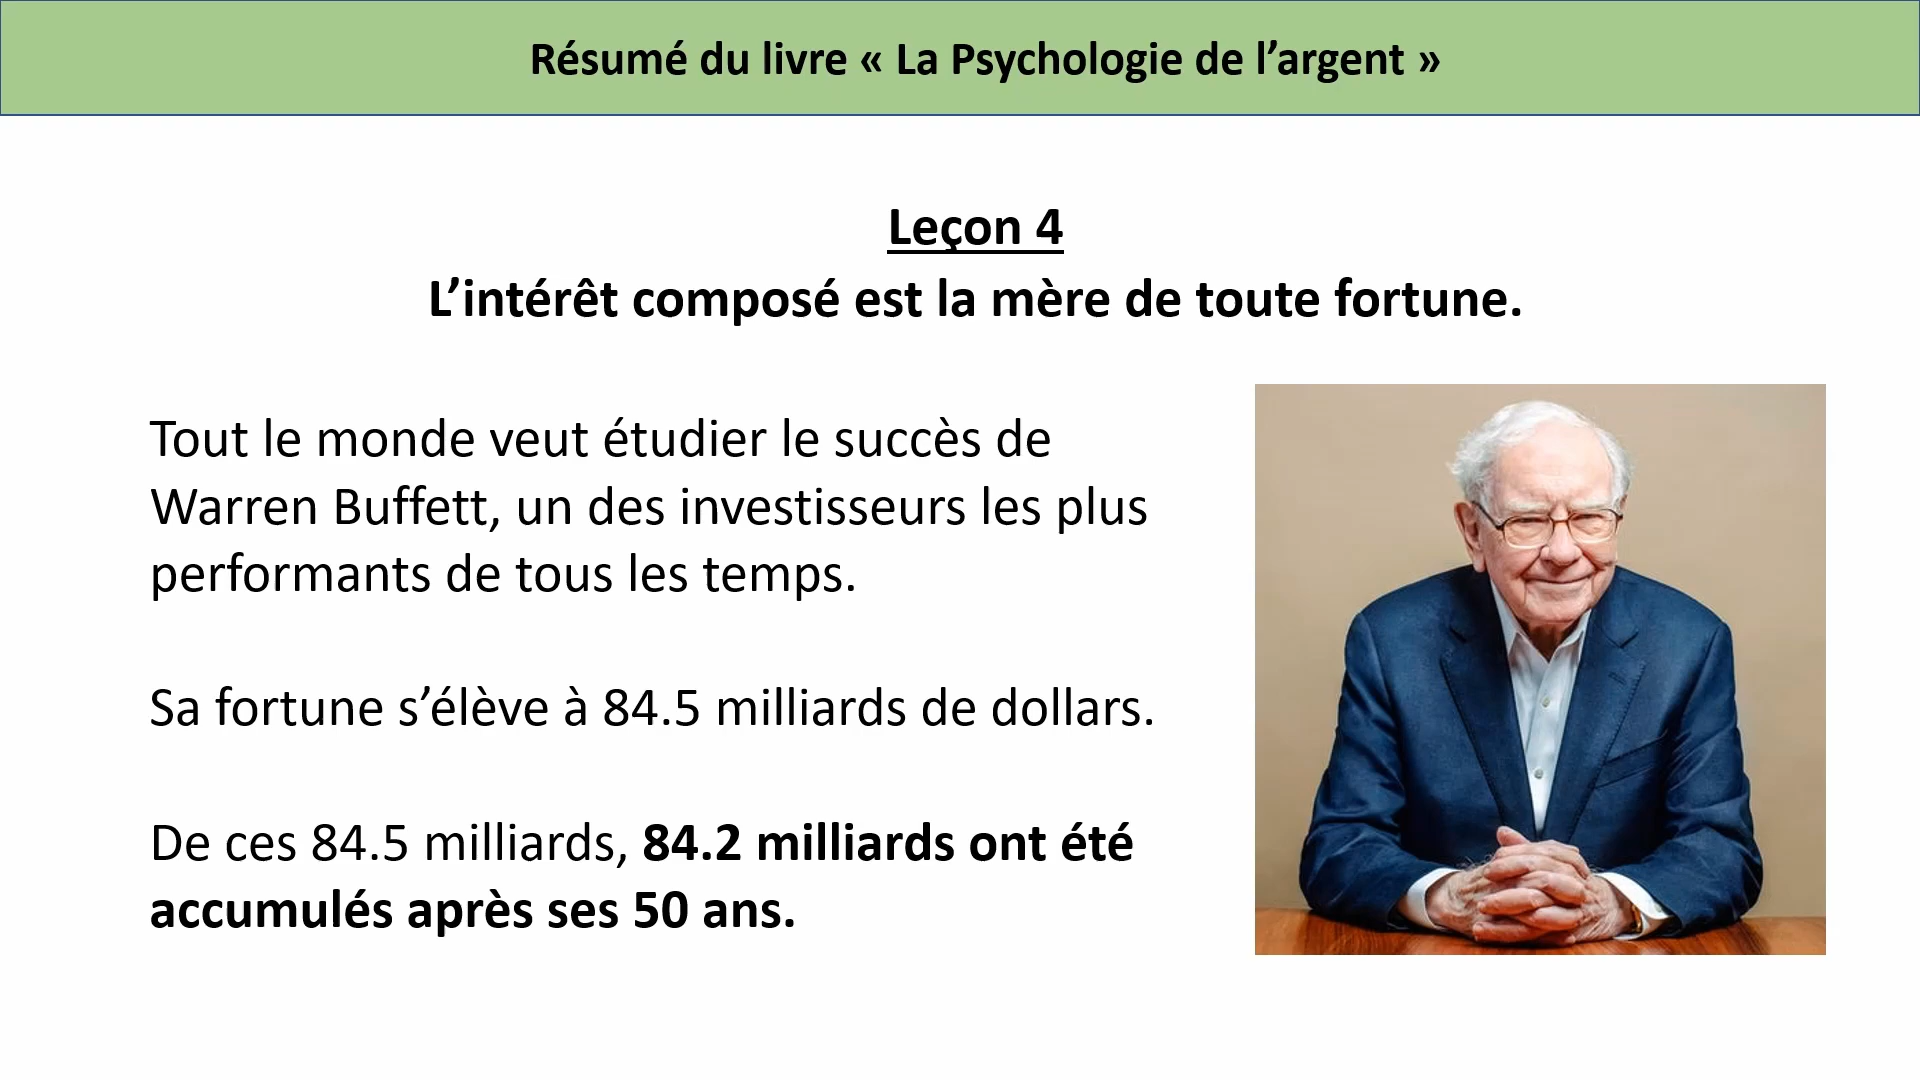 Résumé du livre « La Psychologie de l’argent »
Leçon 4
L’intérêt composé est la mère de toute fortune.
Tout le monde veut étudier le succès de
Warren Buffett, un des investisseurs les plus
performants de tous les temps.
Sa fortune s’élève à 84.5 milliards de dollars.
De ces 84.5 milliards, 84.2 milliards ont été
accumulés après ses 50 ans.